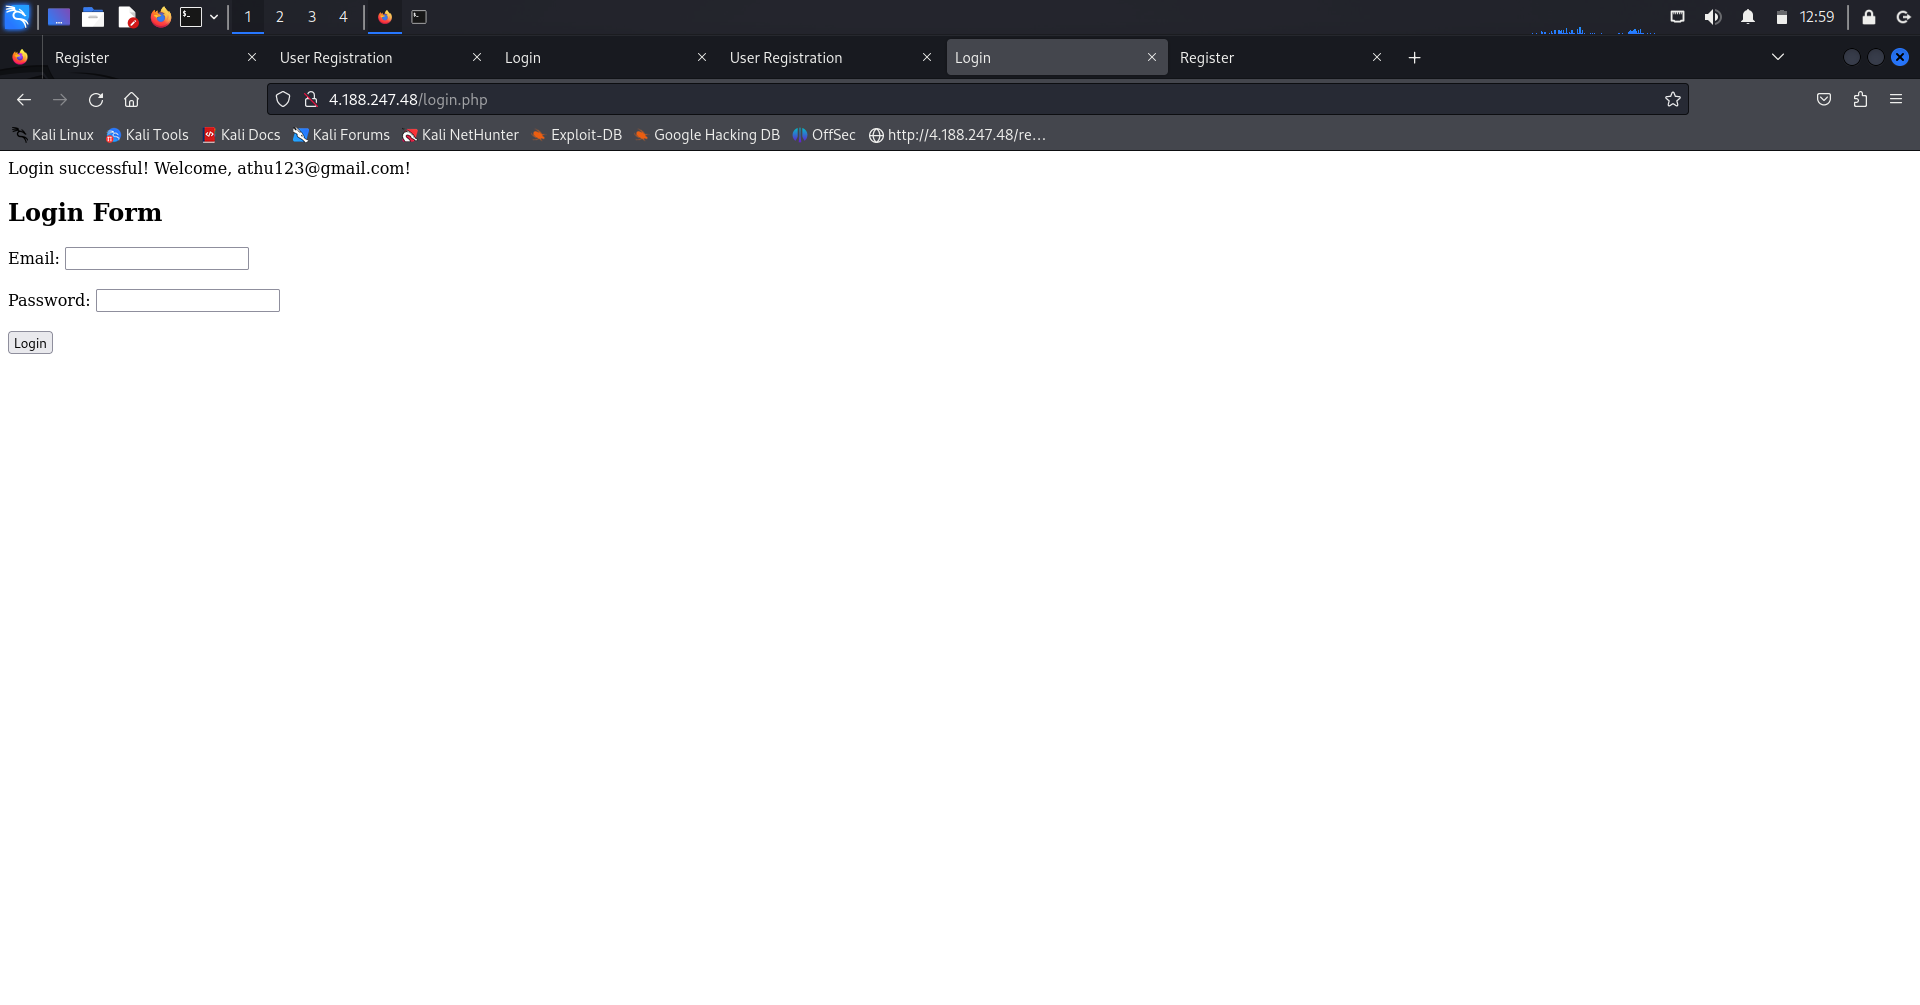 1 2 3 4 12:59
Register User Registration Login User Registration Login Register
4.188.247.48/login.php
Kali Linux Kali Tools Kali Docs Kali Forums Kali NetHunter Exploit-DB Google Hacking DB OffSec http://4.188.247.48/re…
Login successful! Welcome, athu123@gmail.com!
Login Form
Email:
Password:
Login